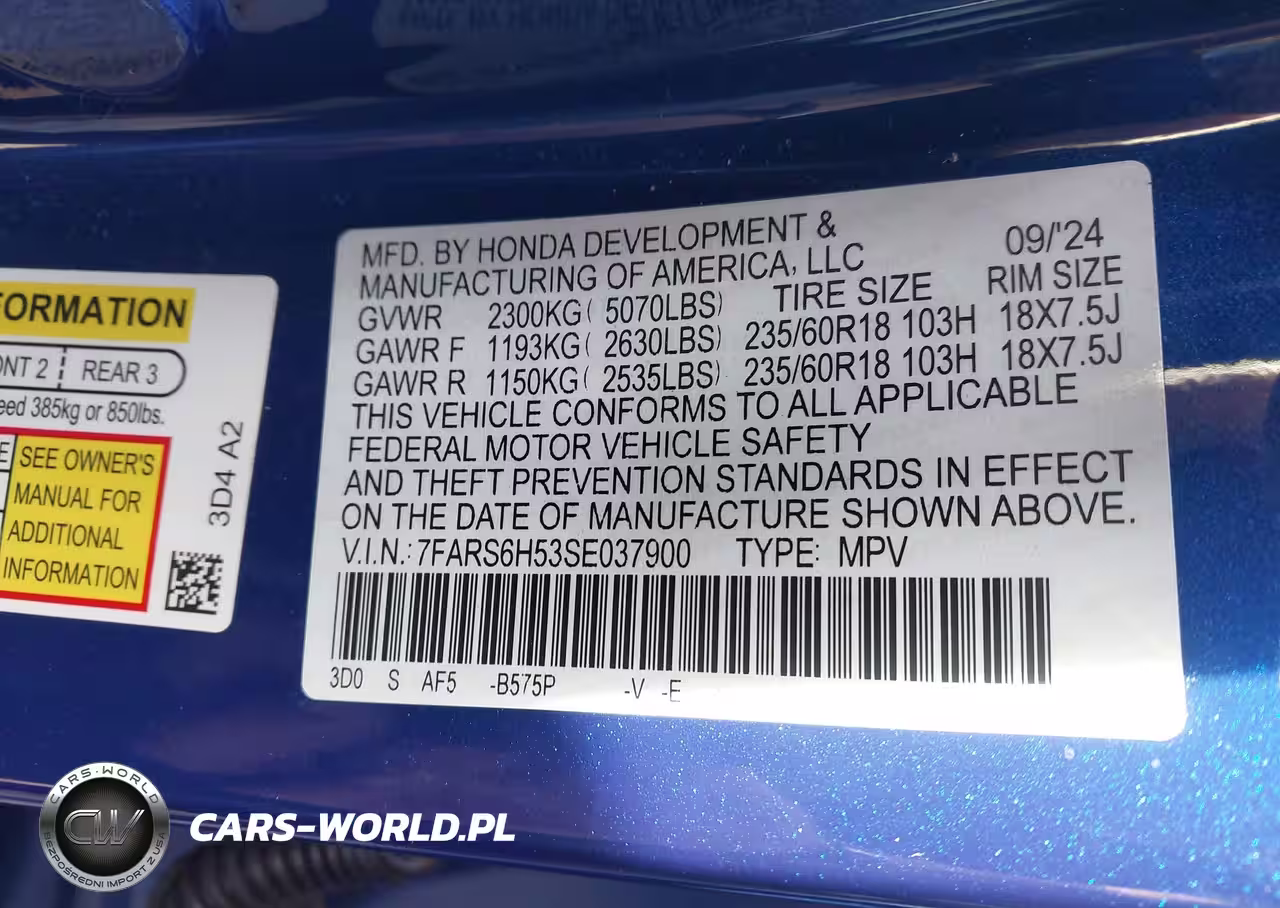 FORMATION
ONT 2 REAR 3
eed 385kg or 850lbs.
E
SEE OWNER'S
MANUAL FOR
ADDITIONAL
INFORMATION
3D4 A2
MFD. BY HONDA DEVELOPMENT & 09/'24
MANUFACTURING OF AMERICA, LLC
TIRE SIZE RIM SIZE
GVWR 2300KG( 5070LBS)
GAWR F 1193KG( 2630LBS) 235/60R18 103H 18X7.5J
GAWR R 1150KG( 2535LBS) 235/60R18 103H 18X7.5J
THIS VEHICLE CONFORMS TO ALL APPLICABLE
FEDERAL MOTOR VEHICLE SAFETY
AND THEFT PREVENTION STANDARDS IN EFFECT
ON THE DATE OF MANUFACTURE SHOWN ABOVE.
V.I.N.: 7FARS6H53SE037900 TYPE: MPV
3D0 S AF5 -B575P -V -E
CARS-WORLD
CW
BEZPOŚREDNI IMPORT Z USA
CARS-WORLD.PL